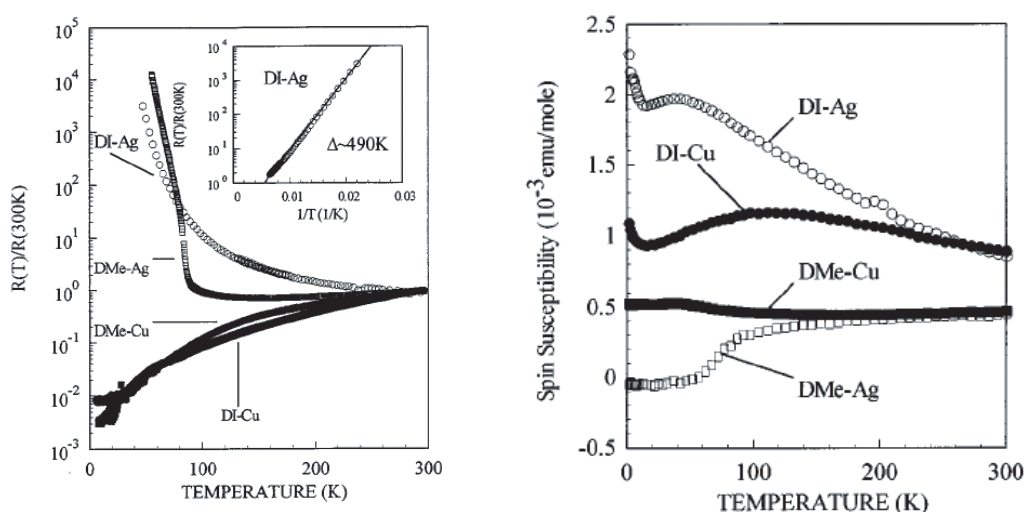 10^5
10^4
10^3
10^2
10^1
10^0
10^-1
10^-2
10^-3
R(T)/R(300K)
DI-Ag
DMe-Ag
DMe-Cu
DI-Cu
0 100 200 300
TEMPERATURE (K)
10^4
10^3
10^2
10^1
10^0
R(T)/R(300K)
DI-Ag
Δ~490K
0 0.01 0.02 0.03
1/T (1/K)
2.5
2
1.5
1
0.5
0
-0.5
Spin Susceptibility (10^-3 emu/mole)
DI-Ag
DI-Cu
DMe-Cu
DMe-Ag
0 100 200 300
TEMPERATURE (K)